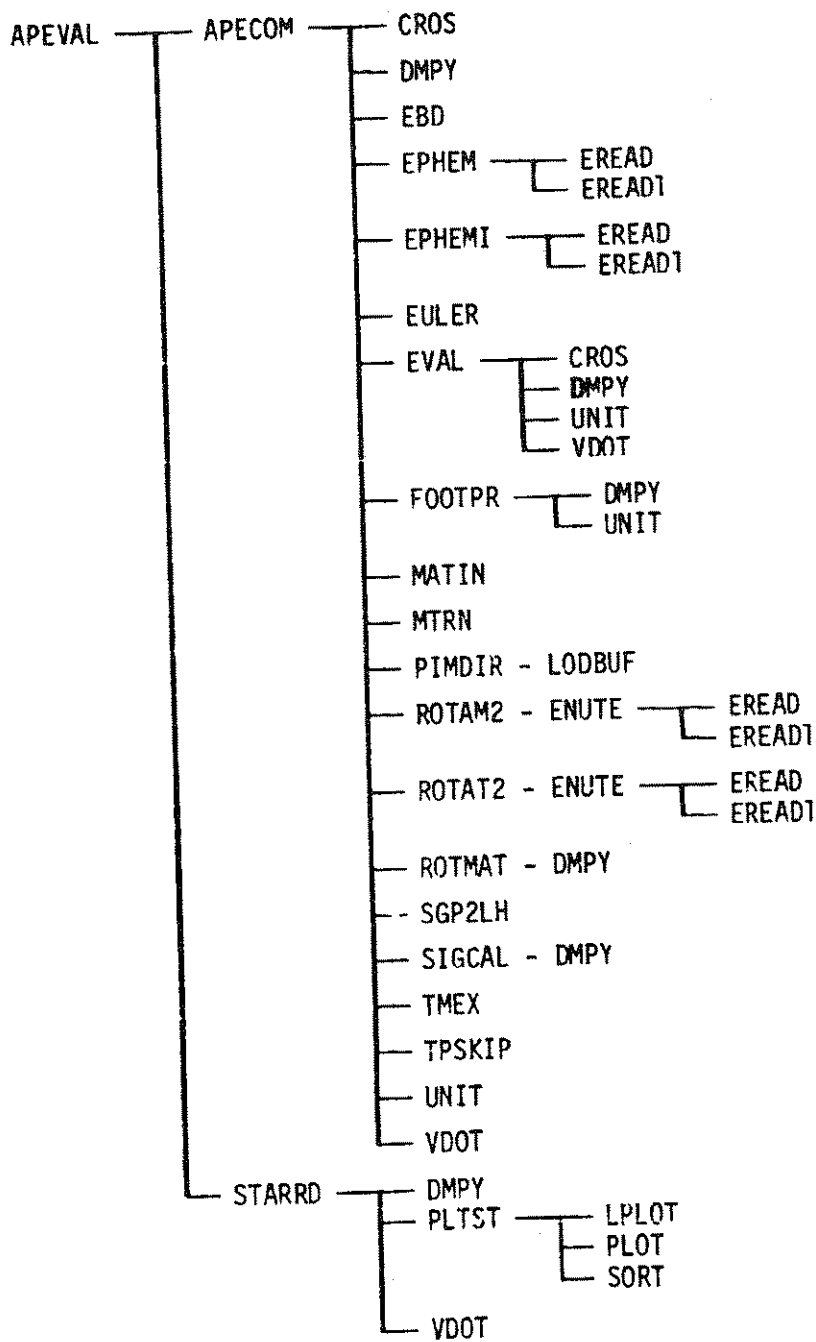 APEVAL APECOM CROS
DMPY
EBD
EPHEM EREAD
EREAD1
EPHEMI EREAD
EREAD1
EULER
EVAL CROS
DMPY
UNIT
VDOT
FOOTPR DMPY
UNIT
MATIN
MTRN
PIMDIR - LODBUF
ROTAM2 - ENUTE EREAD
EREAD1
ROTAT2 - ENUTE EREAD
EREAD1
ROTMAT - DMPY
SGP2LH
SIGCAL - DMPY
TMEX
TPSKIP
UNIT
VDOT
STARRD DMPY
PLTST LPLOT
PLOT
SORT
VDOT